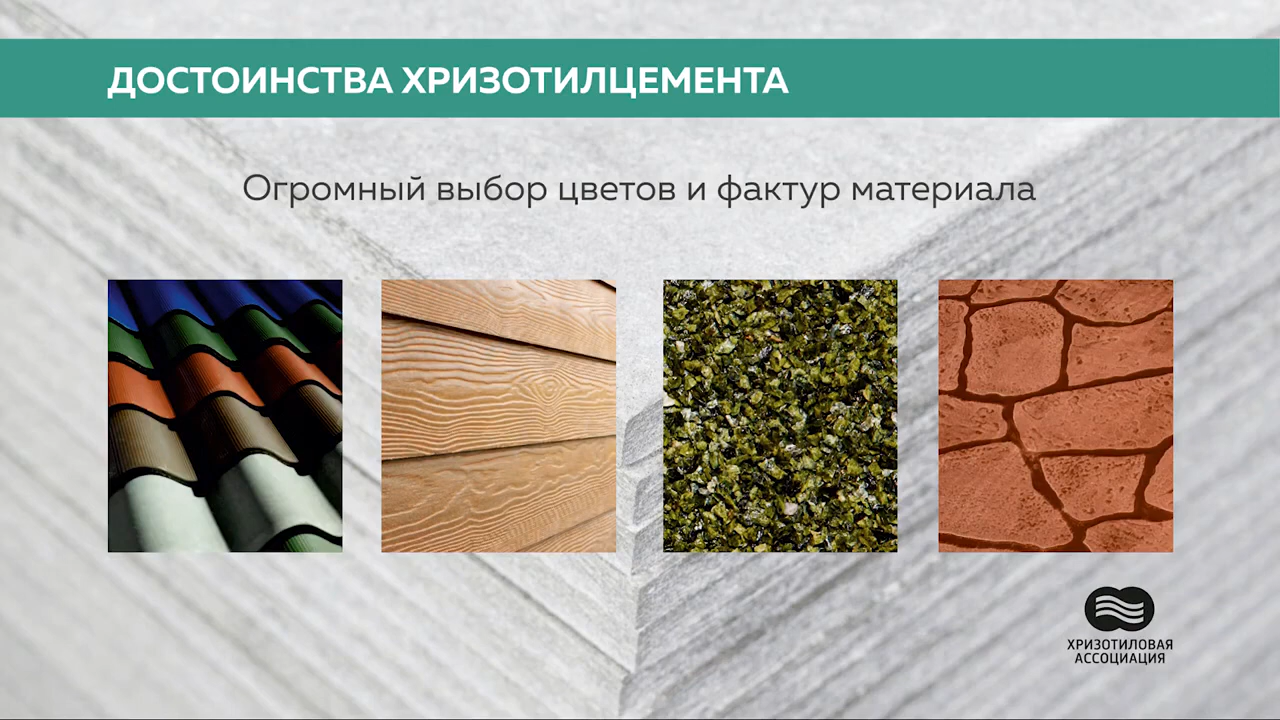 ДОСТОИНСТВА ХРИЗОТИЛЦЕМЕНТА
Огромный выбор цветов и фактур материала
ХРИЗОТИЛОВАЯ
АССОЦИАЦИЯ